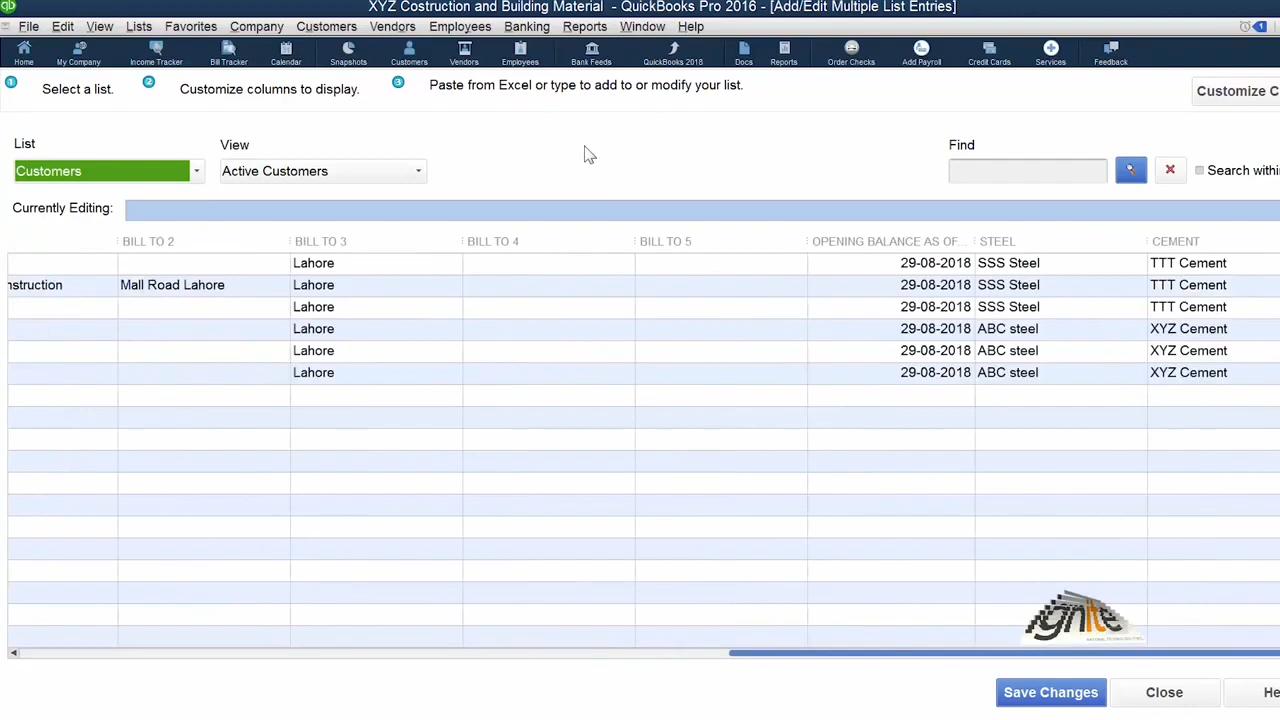 XYZ Costruction and Building Material - QuickBooks Pro 2016 - [Add/Edit Multiple List Entries]
File Edit View Lists Favorites Company Customers Vendors Employees Banking Reports Window Help 1
Home My Company Income Tracker Bill Tracker Calendar Snapshots Customers Vendors Employees Bank Feeds QuickBooks 2018 Docs Reports Order Checks Add Payroll Credit Cards Services Feedback
1 Select a list. 2 Customize columns to display. 3 Paste from Excel or type to add to or modify your list.
Customize C
List View Find
Customers Active Customers Search withi
Currently Editing:
BILL TO 2 BILL TO 3 BILL TO 4 BILL TO 5 OPENING BALANCE AS OF... STEEL CEMENT
Lahore 29-08-2018 SSS Steel TTT Cement
nstruction Mall Road Lahore Lahore 29-08-2018 SSS Steel TTT Cement
Lahore 29-08-2018 SSS Steel TTT Cement
Lahore 29-08-2018 ABC steel XYZ Cement
Lahore 29-08-2018 ABC steel XYZ Cement
Lahore 29-08-2018 ABC steel XYZ Cement
ignite
Save Changes Close He